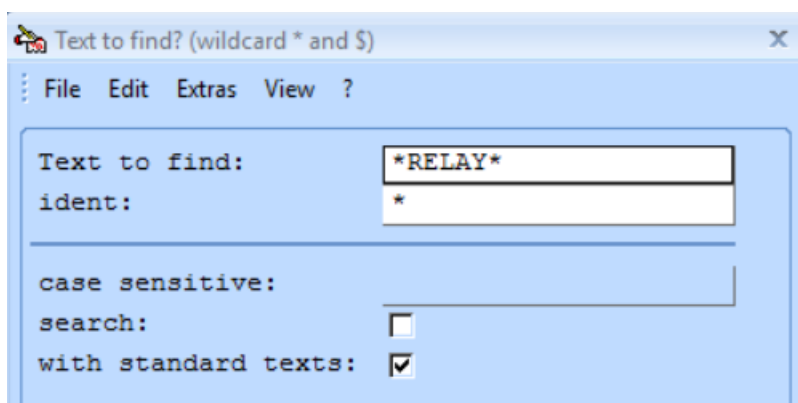 Text to find? (wildcard * and $)
File Edit Extras View ?
Text to find: *RELAY*
ident: *
case sensitive:
search:
with standard texts: